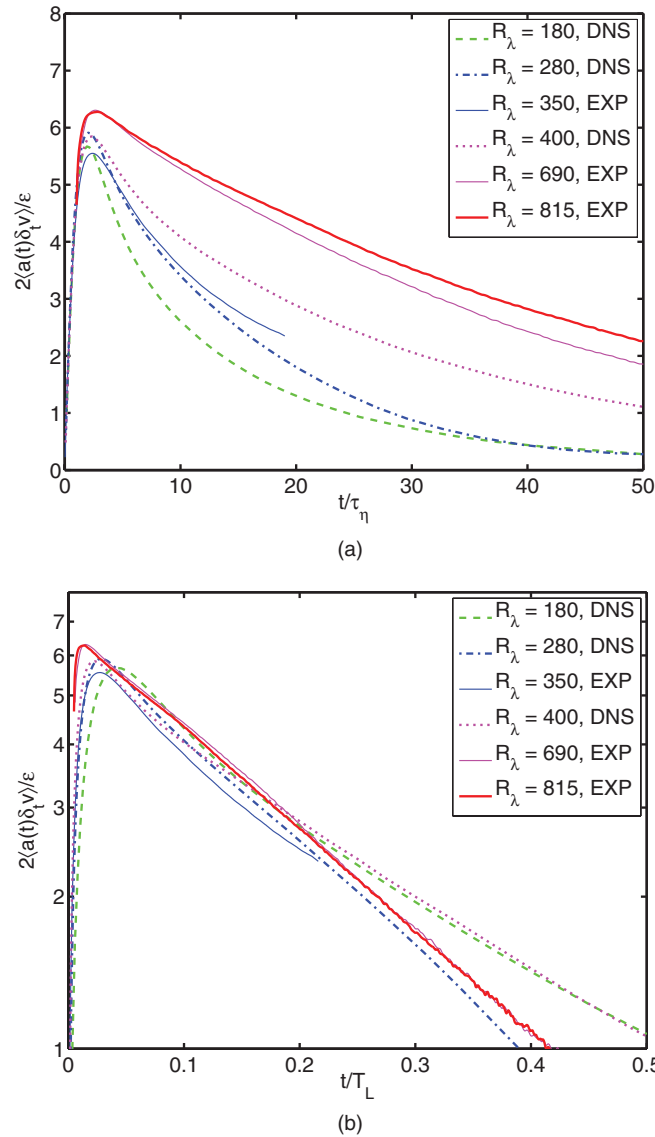 8
7
6
5
4
3
2
1
0
2⟨a(t)δ_t v⟩/ε
R_λ = 180, DNS
R_λ = 280, DNS
R_λ = 350, EXP
R_λ = 400, DNS
R_λ = 690, EXP
R_λ = 815, EXP
0 10 20 30 40 50
t/τ_η
(a)
7
6
5
4
3
2
1
2⟨a(t)δ_t v⟩/ε
R_λ = 180, DNS
R_λ = 280, DNS
R_λ = 350, EXP
R_λ = 400, DNS
R_λ = 690, EXP
R_λ = 815, EXP
0 0.1 0.2 0.3 0.4 0.5
t/T_L
(b)